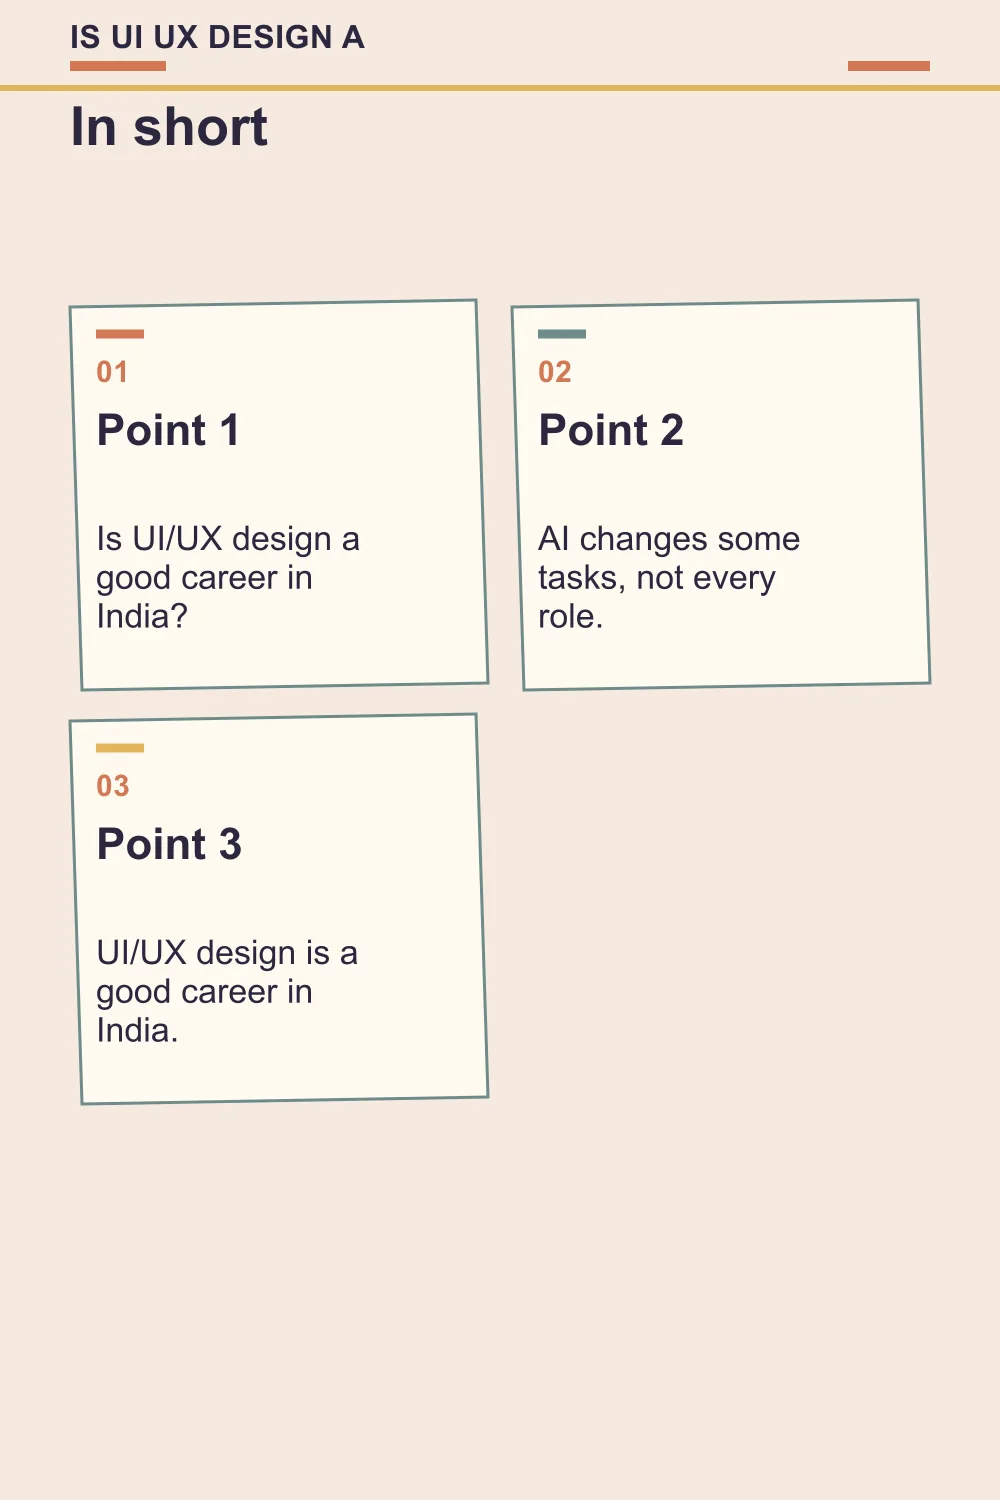 IS UI UX DESIGN A
In short
01
Point 1
Is UI/UX design a
good career in
India?
02
Point 2
AI changes some
tasks, not every
role.
03
Point 3
UI/UX design is a
good career in
India.